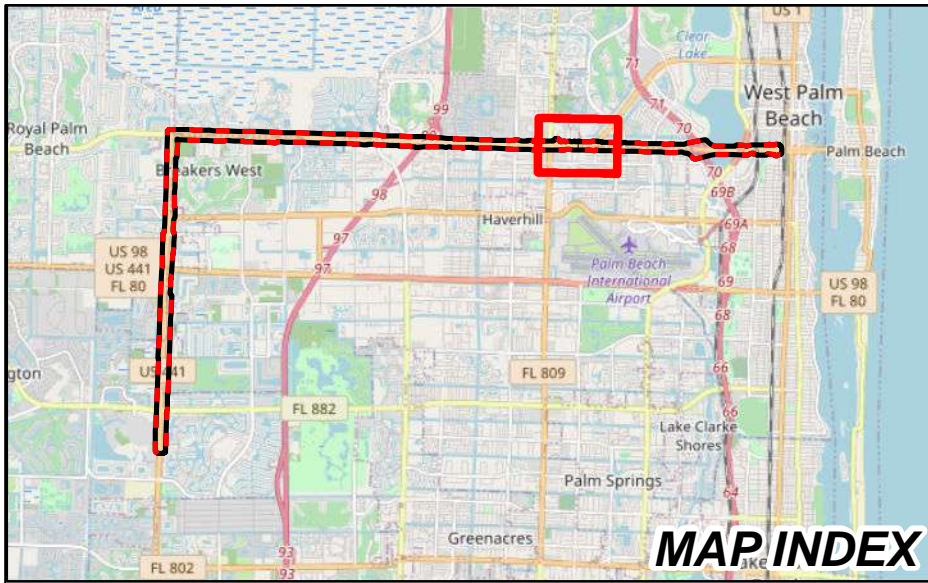 US 1
Clear
Lake
71
71
99
West Palm
Beach
Royal Palm
Beach
70
Palm Beach
Breakers West
70
98
69B
Haverhill
69A
US 98
US 441
FL 80
97
68
Palm Beach
International
Airport
97
69
US 98
FL 80
68
gton
US 441
FL 809
66
FL 882
66
Lake Clarke
Shores
Palm Springs
64
Greenacres
93
93
FL 802
MAP INDEX